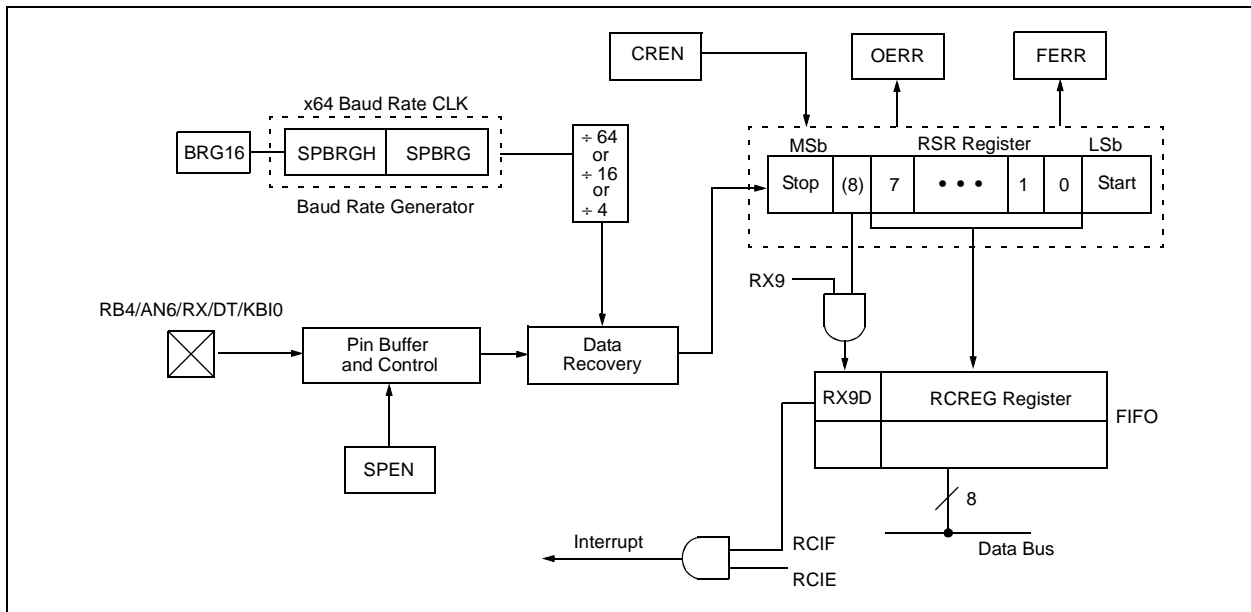 CREN
OERR
FERR
x64 Baud Rate CLK
BRG16
SPBRGH
SPBRG
Baud Rate Generator
÷ 64
or
÷ 16
or
÷ 4
MSb
RSR Register
LSb
Stop
(8)
7
• • •
1
0
Start
RX9
RB4/AN6/RX/DT/KBI0
Pin Buffer
and Control
Data
Recovery
SPEN
RX9D
RCREG Register
FIFO
8
Data Bus
Interrupt
RCIF
RCIE